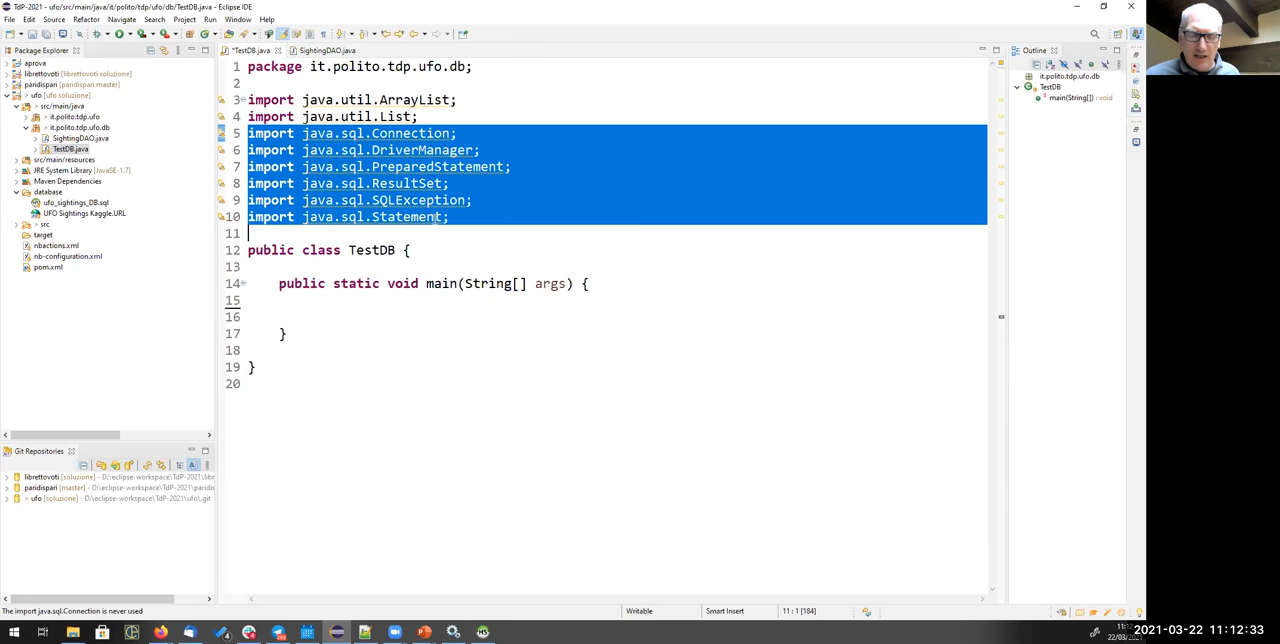 TdP-2021 - ufo/src/main/java/it/polito/tdp/ufo/db/TestDB.java - Eclipse IDE
File Edit Source Refactor Navigate Search Project Run Window Help
Package Explorer
aprova
librettovoti [librettovoti soluzione]
paridispari [paridispari master]
ufo [ufo soluzione]
src/main/java
it.polito.tdp.ufo
it.polito.tdp.ufo.db
SightingDAO.java
TestDB.java
src/main/resources
JRE System Library [JavaSE-1.7]
Maven Dependencies
database
ufo_sightings_DB.sql
UFO Sightings Kaggle.URL
src
target
nbactions.xml
nb-configuration.xml
pom.xml
Git Repositories
librettovoti [soluzione] - D:\eclipse-workspace\TdP-2021\libr
paridispari [master] - D:\eclipse-workspace\TdP-2021\paridis
> ufo [soluzione] - D:\eclipse-workspace\TdP-2021\ufo\.git
*TestDB.java SightingDAO.java
1 package it.polito.tdp.ufo.db;
2
3 import java.util.ArrayList;
4 import java.util.List;
5 import java.sql.Connection;
6 import java.sql.DriverManager;
7 import java.sql.PreparedStatement;
8 import java.sql.ResultSet;
9 import java.sql.SQLException;
10 import java.sql.Statement;
11
12 public class TestDB {
13
14 public static void main(String[] args) {
15
16
17 }
18
19 }
20
Outline
it.polito.tdp.ufo.db
TestDB
main(String[]) : void
The import java.sql.Connection is never used
Writable
Smart Insert
11 : 1 [184]
2021-03-22 11:12:33